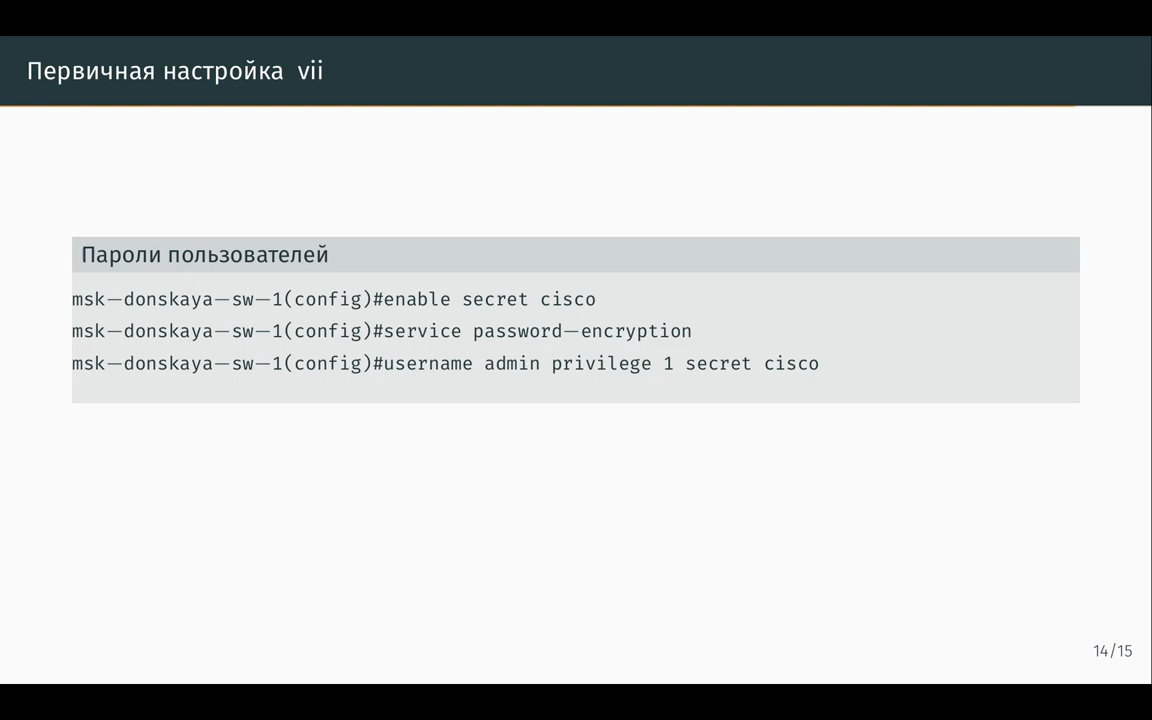 Первичная настройка vii
Пароли пользователей
msk—donskaya—sw—1(config)#enable secret cisco
msk—donskaya—sw—1(config)#service password—encryption
msk—donskaya—sw—1(config)#username admin privilege 1 secret cisco
14/15